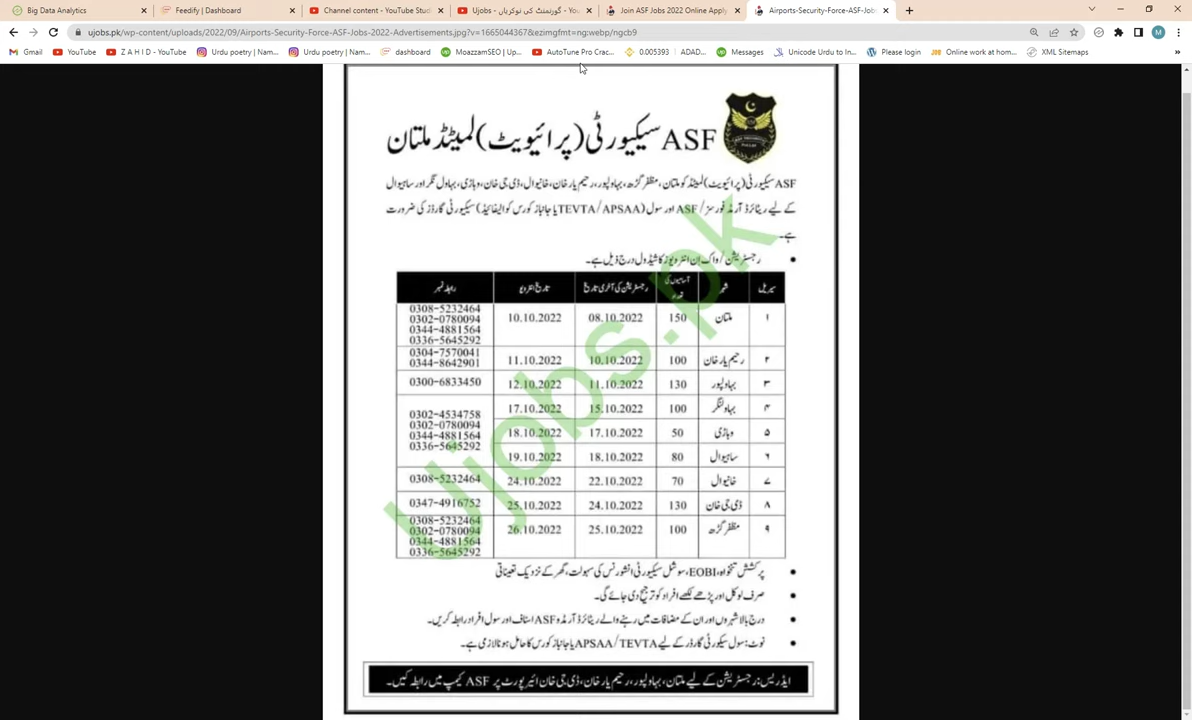 Big Data Analytics
Feedify | Dashboard
Channel content - YouTube Studi
Ujobs - گورنمنٹ کی نوکریاں - You
Join ASF Jobs 2022 Online Apply
Airports-Security-Force-ASF-Job
ujobs.pk/wp-content/uploads/2022/09/Airports-Security-Force-ASF-Jobs-2022-Advertisements.jpg?v=1665044367&ezimgfmt=ng:webp/ngcb9
Gmail YouTube Z A H I D - YouTube Urdu poetry | Nam... Urdu poetry | Nam... dashboard MoazzamSEO | Up... AutoTune Pro Crac... 0.005393 | ADAD... Messages Unicode Urdu to In... Please login Online work at hom... XML Sitemaps
ASF سیکیورٹی (پرائیویٹ) لمیٹڈ ملتان
ASF سیکیورٹی (پرائیویٹ) لمیٹڈ کو ملتان، مظفر گڑھ، بہاولپور، رحیم یار خان، خانیوال، ڈی جی خان، وہاڑی، بہاول نگر اور ساہیوال
کے لیے ریٹائرڈ آرمڈ فورسز/ ASF اور سول (TEVTA/APSAA یا جانباز کورس کوالیفائیڈ) سیکیورٹی گارڈز کی ضرورت
ہے۔
رجسٹریشن/ واک اِن انٹرویوز کا شیڈول درج ذیل ہے۔
سیریل شہر آسامیوں کی تعداد رجسٹریشن کی آخری تاریخ تاریخ انٹرویو رابطہ نمبر
۱ ملتان 150 08.10.2022 10.10.2022 0308-5232464
0302-0780094
0344-4881564
0336-5645292
۲ رحیم یار خان 100 10.10.2022 11.10.2022 0304-7570041
0344-8642901
۳ بہاولپور 130 11.10.2022 12.10.2022 0300-6833450
۴ بہاولنگر 100 15.10.2022 17.10.2022
0302-4534758
0302-0780094
0344-4881564
0336-5645292
۵ وہاڑی 50 17.10.2022 18.10.2022
۶ ساہیوال 80 18.10.2022 19.10.2022
۷ خانیوال 70 22.10.2022 24.10.2022 0308-5232464
۸ ڈی جی خان 130 24.10.2022 25.10.2022 0347-4916752
۹ مظفر گڑھ 100 25.10.2022 26.10.2022 0308-5232464
0302-0780094
0344-4881564
0336-5645292
پرکشش تنخواہ، EOBI، سوشل سیکیورٹی انشورنس کی سہولت، گھر کے نزدیک تعیناتی
صرف لوکل اور پڑھے لکھے افراد کو ترجیح دی جائے گی۔
درج بالا شہروں اور ان کے مضافات میں رہنے والے ریٹائرڈ آرمڈ و ASF اسٹاف اور سول افراد رابطہ کریں۔
نوٹ: سول سیکیورٹی گارڈز کے لیے APSAA/TEVTA یا جانباز کورس کا حامل ہونا لازمی ہے۔
ایڈریس: رجسٹریشن کے لیے ملتان، بہاولپور، رحیم یار خان، ڈی جی خان ائیرپورٹ پر ASF کیمپ میں رابطہ کیں۔
Ujobs.pk